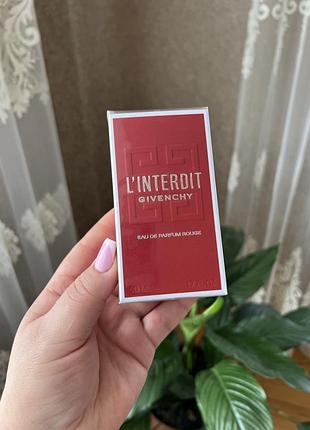 L'INTERDIT
GIVENCHY
EAU DE PARFUM ROUGE